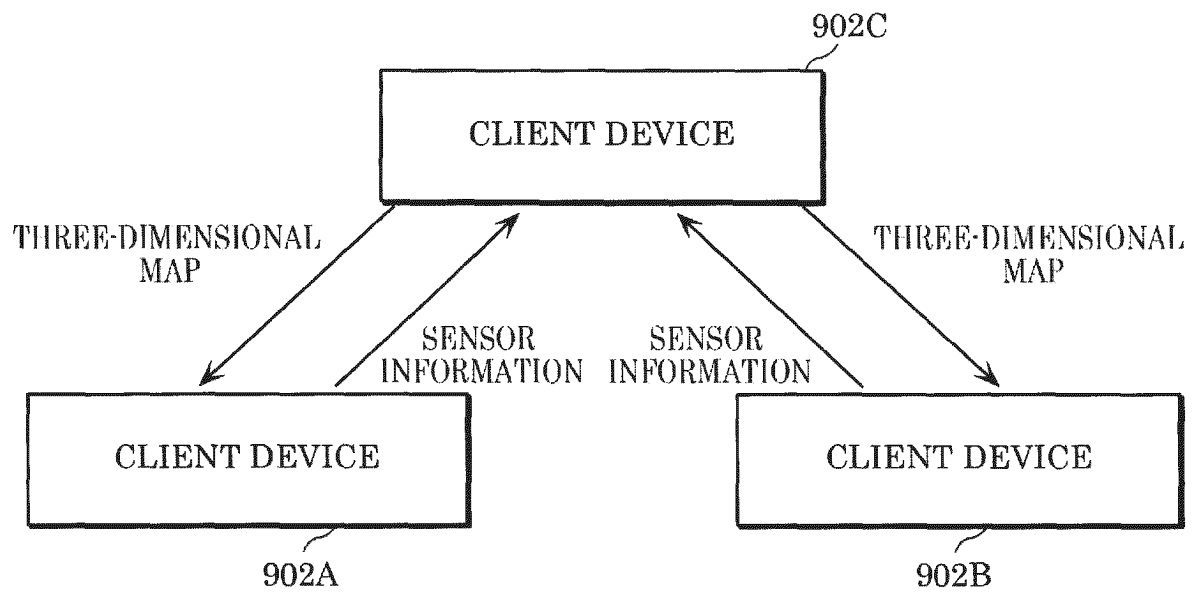 902C
CLIENT DEVICE
THREE-DIMENSIONAL
MAP
THREE-DIMENSIONAL
MAP
SENSOR
INFORMATION
SENSOR
INFORMATION
CLIENT DEVICE
CLIENT DEVICE
902A
902B